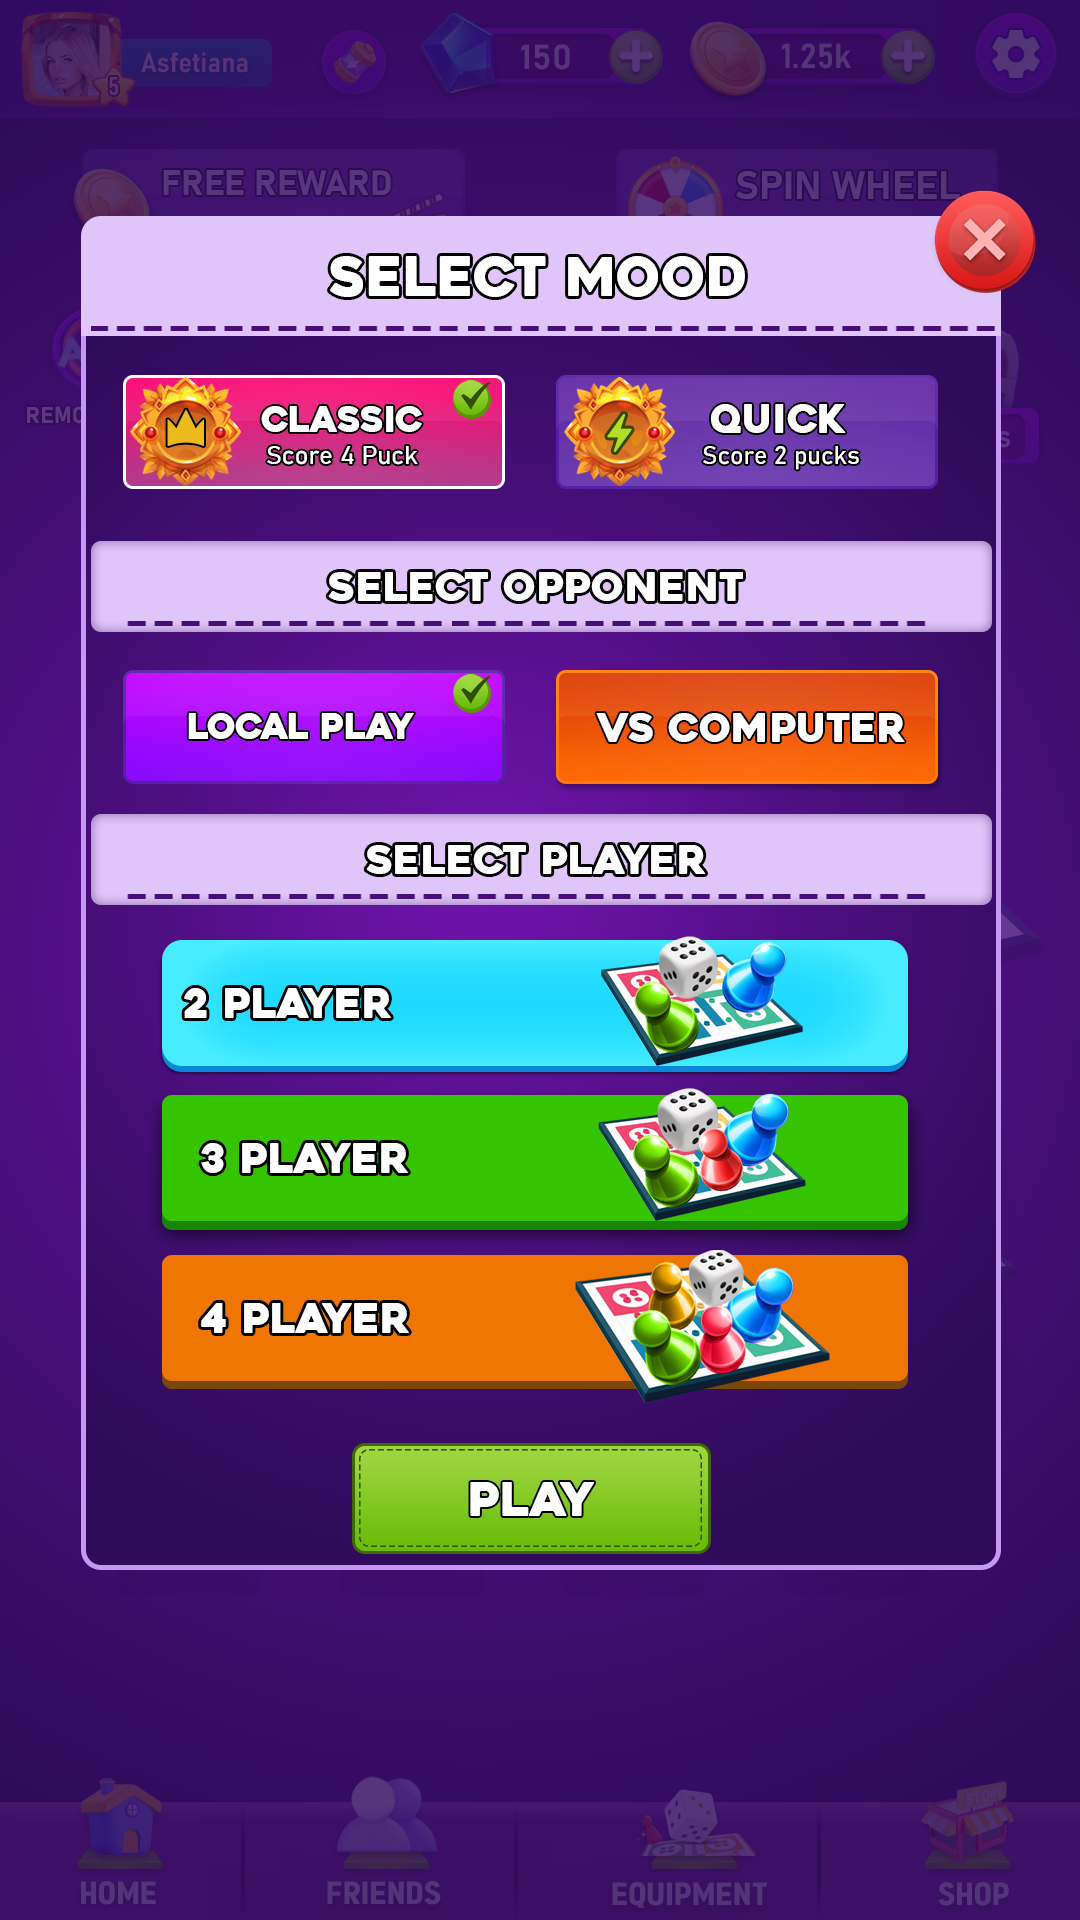 Asfetiana
5
150
1.25k
FREE REWARD
SPIN WHEEL
SELECT MOOD
REMO
CLASSIC
Score 4 Puck
QUICK
Score 2 pucks
s
SELECT OPPONENT
LOCAL PLAY
VS COMPUTER
SELECT PLAYER
2 PLAYER
3 PLAYER
4 PLAYER
PLAY
STORE
HOME
FRIENDS
EQUIPMENT
SHOP